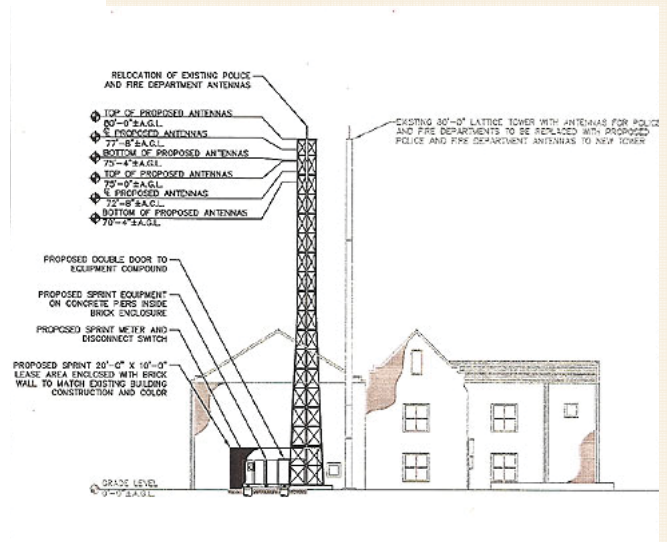 RELOCATION OF EXISTING POLICE
AND FIRE DEPARTMENT ANTENNAS
TOP OF PROPOSED ANTENNAS
80'-0"±A.G.L.
℄ PROPOSED ANTENNAS
77'-8"±A.G.L.
BOTTOM OF PROPOSED ANTENNAS
75'-4"±A.G.L.
TOP OF PROPOSED ANTENNAS
75'-0"±A.G.L.
℄ PROPOSED ANTENNAS
72'-8"±A.G.L.
BOTTOM OF PROPOSED ANTENNAS
70'-4"±A.G.L.
EXISTING 80'-0" LATTICE TOWER WITH ANTENNAS FOR POLICE
AND FIRE DEPARTMENTS TO BE REPLACED WITH PROPOSED
POLICE AND FIRE DEPARTMENT ANTENNAS TO NEW TOWER
PROPOSED DOUBLE DOOR TO
EQUIPMENT COMPOUND
PROPOSED SPRINT EQUIPMENT
ON CONCRETE PIERS INSIDE
BRICK ENCLOSURE
PROPOSED SPRINT METER AND
DISCONNECT SWITCH
PROPOSED SPRINT 20'-0" X 10'-0"
LEASE AREA ENCLOSED WITH BRICK
WALL TO MATCH EXISTING BUILDING
CONSTRUCTION AND COLOR
GRADE LEVEL
0'-0"±A.G.L.